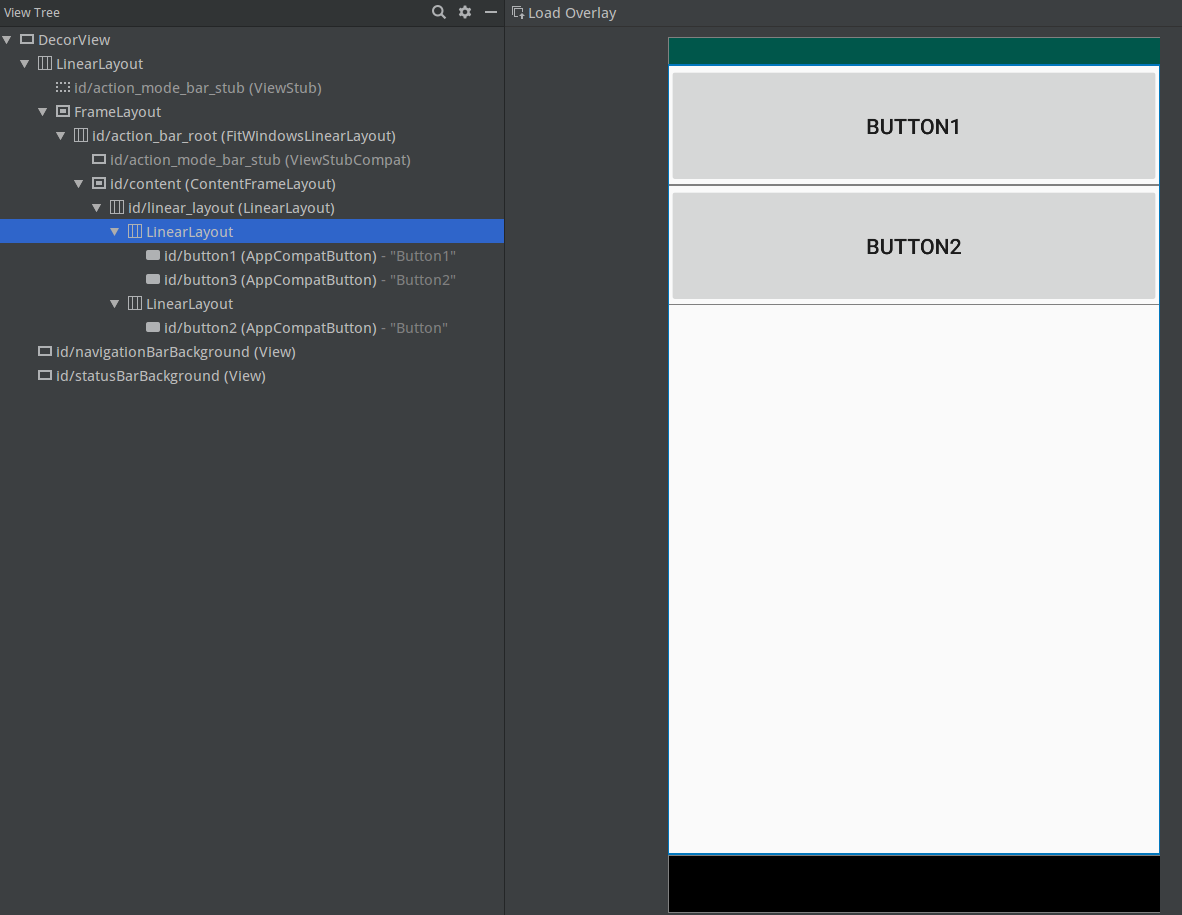 View Tree
Load Overlay
DecorView
LinearLayout
id/action_mode_bar_stub (ViewStub)
FrameLayout
id/action_bar_root (FitWindowsLinearLayout)
id/action_mode_bar_stub (ViewStubCompat)
id/content (ContentFrameLayout)
id/linear_layout (LinearLayout)
LinearLayout
id/button1 (AppCompatButton) - "Button1"
id/button3 (AppCompatButton) - "Button2"
LinearLayout
id/button2 (AppCompatButton) - "Button"
id/navigationBarBackground (View)
id/statusBarBackground (View)
BUTTON1
BUTTON2